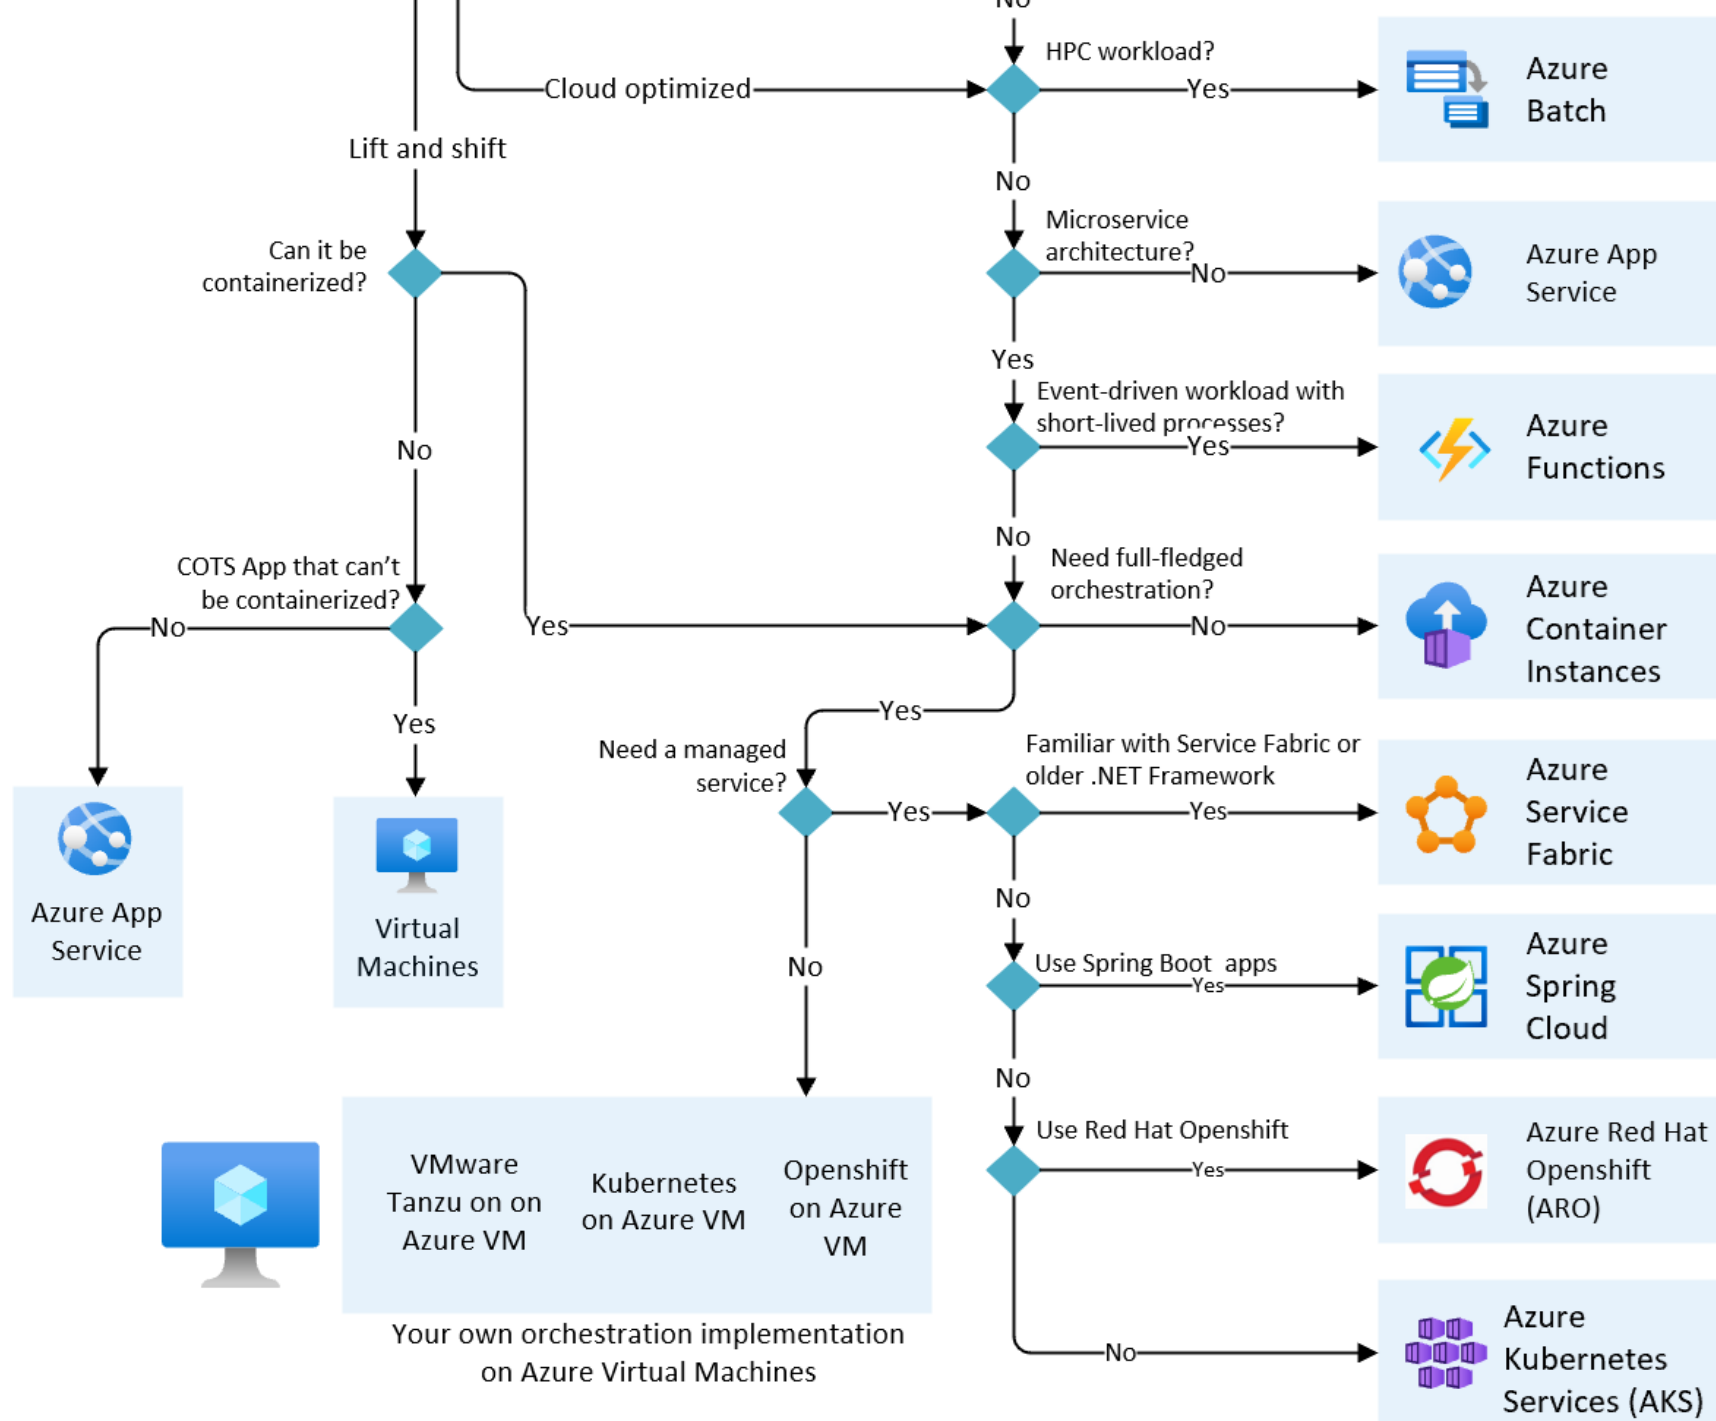 No
HPC workload?
Cloud optimized
Yes
Azure
Batch
Lift and shift
No
Microservice
architecture?
No
Azure App
Service
Can it be
containerized?
Yes
Event-driven workload with
short-lived processes?
Yes
Azure
Functions
No
No
Need full-fledged
orchestration?
COTS App that can't
be containerized?
No
Yes
No
Azure
Container
Instances
Yes
Yes
Need a managed
service?
Familiar with Service Fabric or
older .NET Framework
Yes
Yes
Azure
Service
Fabric
Azure App
Service
Virtual
Machines
No
No
Use Spring Boot apps
Yes
Azure
Spring
Cloud
No
Use Red Hat Openshift
Yes
Azure Red Hat
Openshift
(ARO)
VMware
Tanzu on on
Azure VM
Kubernetes
on Azure VM
Openshift
on Azure
VM
Your own orchestration implementation
on Azure Virtual Machines
No
Azure
Kubernetes
Services (AKS)